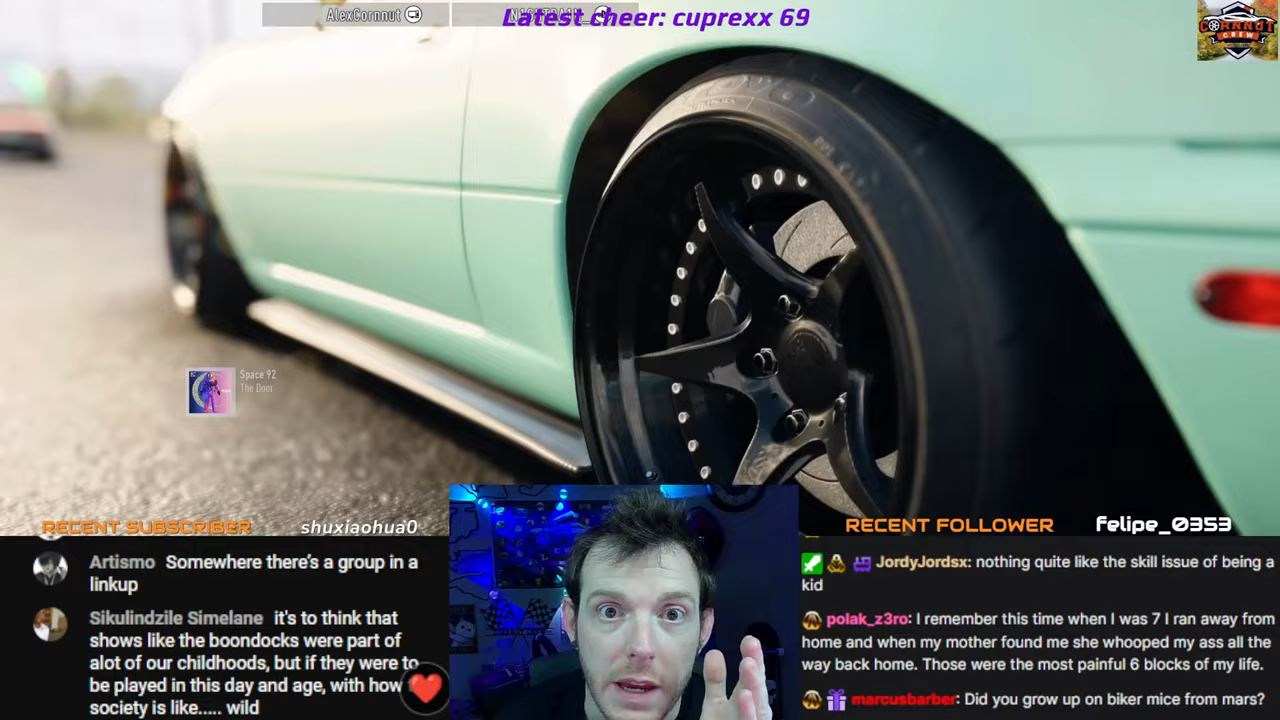 AlexCornnut
Latest cheer: cuprexx 69
CORNNUT
CREW
Space 92
The Door
RECENT SUBSCRIBER shuxiaohua0
RECENT FOLLOWER Felipe_0353
Artismo Somewhere there's a group in a
linkup
Sikulindzile Simelane it's to think that
shows like the boondocks were part of
alot of our childhoods, but if they were to
be played in this day and age, with how
society is like..... wild
JordyJordsx: nothing quite like the skill issue of being a
kid
polak_z3ro: I remember this time when I was 7 I ran away from
home and when my mother found me she whooped my ass all the
way back home. Those were the most painful 6 blocks of my life.
marcusbarber: Did you grow up on biker mice from mars?